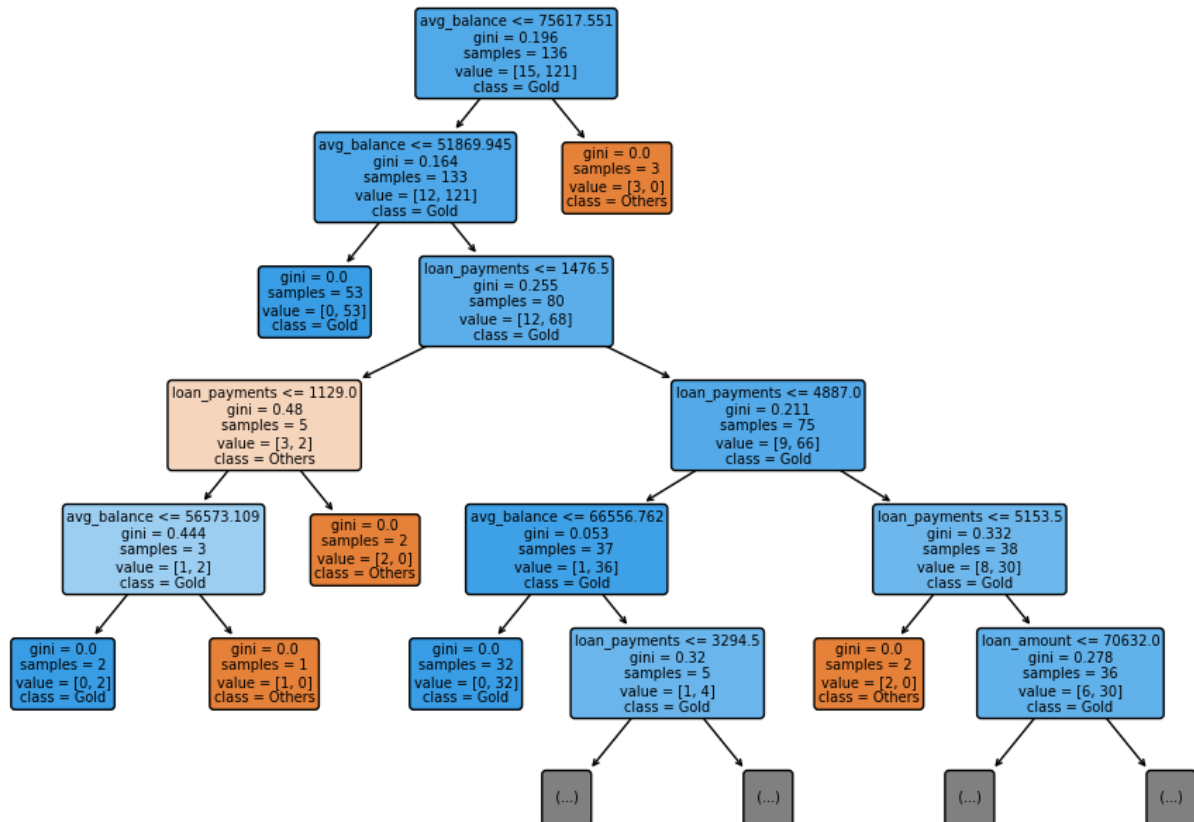 avg_balance <= 75617.551
gini = 0.196
samples = 136
value = [15, 121]
class = Gold
avg_balance <= 51869.945
gini = 0.164
samples = 133
value = [12, 121]
class = Gold
gini = 0.0
samples = 3
value = [3, 0]
class = Others
gini = 0.0
samples = 53
value = [0, 53]
class = Gold
loan_payments <= 1476.5
gini = 0.255
samples = 80
value = [12, 68]
class = Gold
loan_payments <= 1129.0
gini = 0.48
samples = 5
value = [3, 2]
class = Others
loan_payments <= 4887.0
gini = 0.211
samples = 75
value = [9, 66]
class = Gold
avg_balance <= 56573.109
gini = 0.444
samples = 3
value = [1, 2]
class = Gold
gini = 0.0
samples = 2
value = [2, 0]
class = Others
avg_balance <= 66556.762
gini = 0.053
samples = 37
value = [1, 36]
class = Gold
loan_payments <= 5153.5
gini = 0.332
samples = 38
value = [8, 30]
class = Gold
gini = 0.0
samples = 2
value = [0, 2]
class = Gold
gini = 0.0
samples = 1
value = [1, 0]
class = Others
gini = 0.0
samples = 32
value = [0, 32]
class = Gold
loan_payments <= 3294.5
gini = 0.32
samples = 5
value = [1, 4]
class = Gold
gini = 0.0
samples = 2
value = [2, 0]
class = Others
loan_amount <= 70632.0
gini = 0.278
samples = 36
value = [6, 30]
class = Gold
(...)
(...)
(...)
(...)